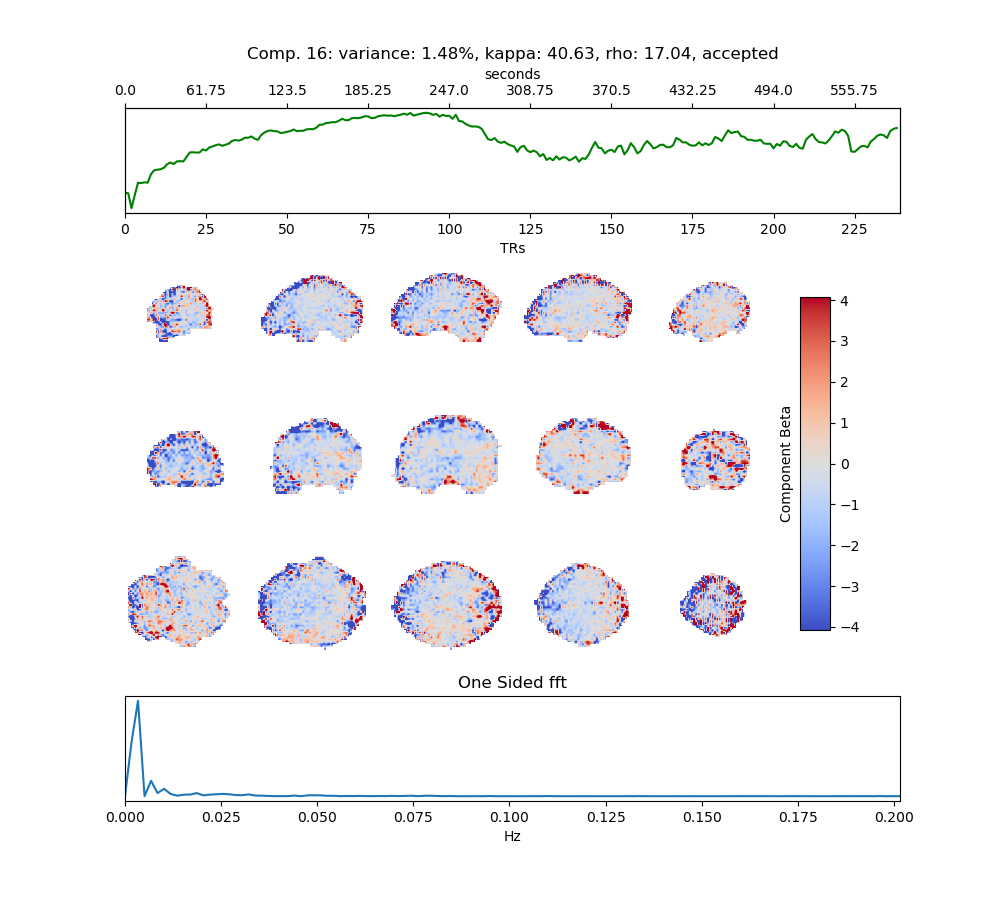 Comp. 16: variance: 1.48%, kappa: 40.63, rho: 17.04, accepted
seconds
0.0 61.75 123.5 185.25 247.0 308.75 370.5 432.25 494.0 555.75
0 25 50 75 100 125 150 175 200 225
TRs
4
3
2
1
0
−1
−2
−3
−4
Component Beta
One Sided fft
0.000 0.025 0.050 0.075 0.100 0.125 0.150 0.175 0.200
Hz